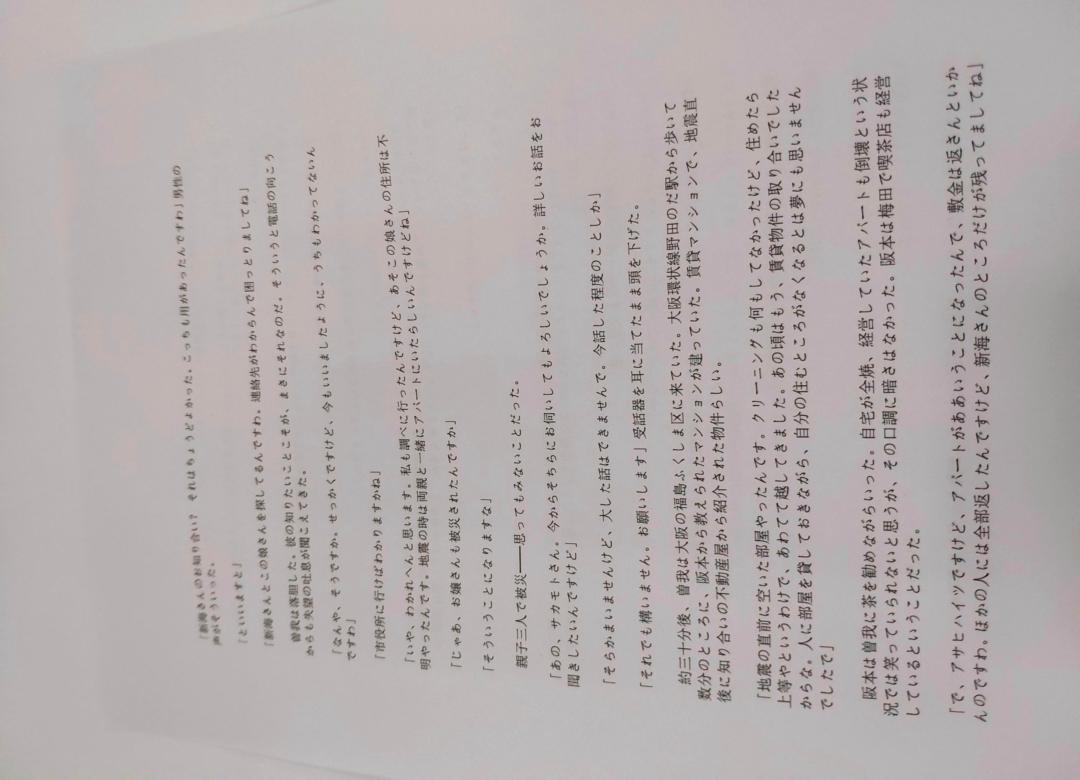 「新海さんのお知り合い？　それはちょうどよかった。こっちも用があったんですわ」男性の
声がそういった。
「といいますと」
「新海さんとこの娘さんを探してるんですわ。連絡先がわからんで困っとりましてね」
曽我は落胆した。彼の知りたいことこそが、まさにそれなのだ。そういうと電話の向こう
からも失望の吐息が聞こえてきた。
「なんや、そうですか。せっかくですけど、今もいいましたように、うちもわかってないん
ですわ」
「市役所に行けばわかりますかね」
「いや、わかれへんと思います。私も調べに行ったんですけど、あそこの娘さんの住所は不
明やったんです。地震の時は両親と一緒にアパートにいたらしいんですけどね」
「じゃあ、お嬢さんも被災されたんですか」
「そういうことになりますな」
親子三人で被災――思ってもみないことだった。
「あの、サカモトさん。今からそちらにお伺いしてもよろしいでしょうか。詳しいお話をお
聞きしたいんですけど」
「そらかまいませんけど、大した話はできませんで。今話した程度のことしか」
「それでも構いません。お願いします」受話器を耳に当てたまま頭を下げた。
約三十分後、曽我は大阪の福島ふくしま区に来ていた。大阪環状線野田のだ駅から歩いて
数分のところに、阪本から教えられたマンションが建っていた。賃貸マンションで、地震直
後に知り合いの不動産屋から紹介された物件らしい。
「地震の直前に空いた部屋やったんです。クリーニングも何もしてなかったけど、住めたら
上等やというわけで、あわてて越してきました。あの頃はもう、賃貸物件の取り合いでした
からな。人に部屋を貸しておきながら、自分の住むところがなくなるとは夢にも思いません
でしたで」
阪本は曽我に茶を勧めながらいった。自宅が全焼、経営していたアパートも倒壊という状
況では笑っていられないと思うが、その口調に暗さはなかった。阪本は梅田で喫茶店も経営
しているということだった。
「で、アサヒハイツですけど、アパートがああいうことになったんで、敷金は返さんといか
んのですわ。ほかの人には全部返したんですけど、新海さんのところだけが残ってましてね」